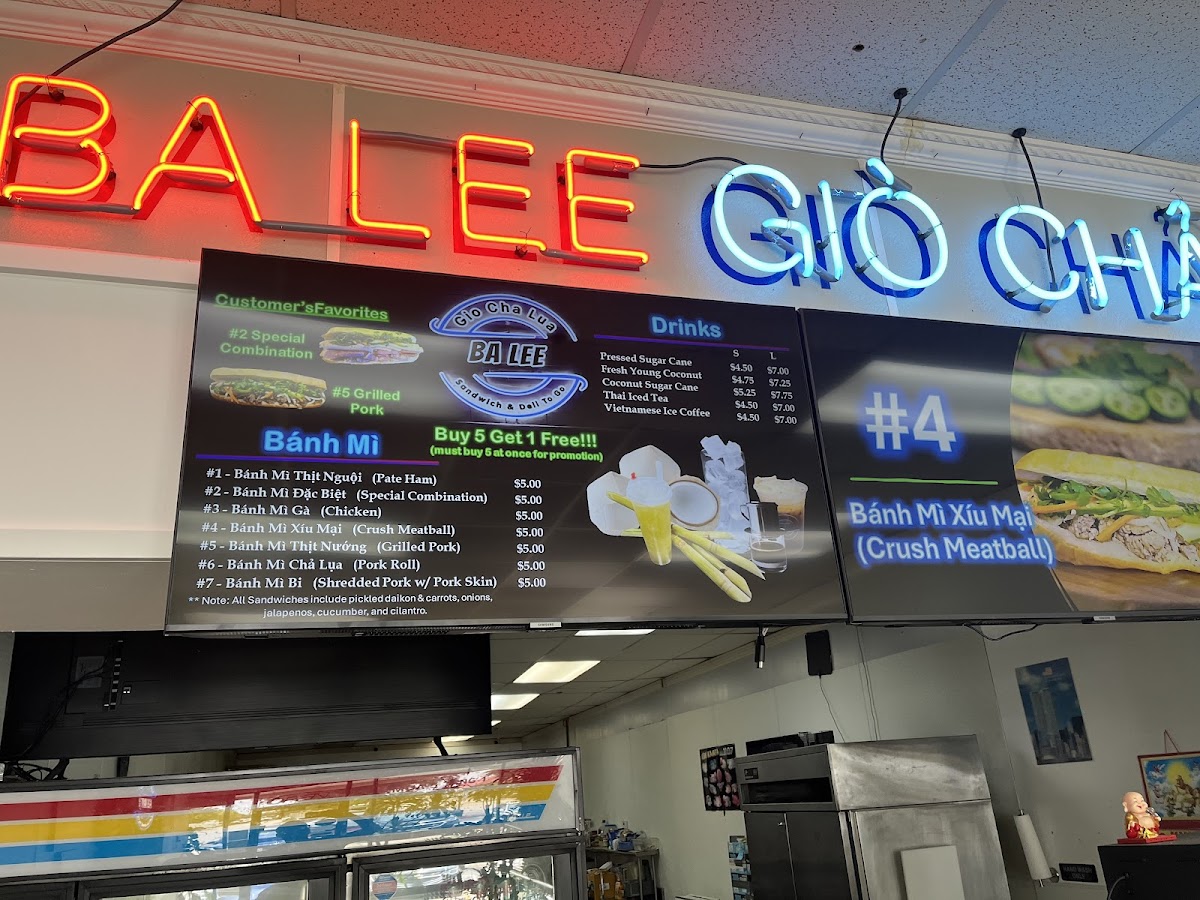 BA LEE GIÒ CHẢ
Customer'sFavorites
#2 Special
Combination
#5 Grilled
Pork
Gio Cha Lua
BA LEE
Sandwich & Deli To Go
Drinks
S L
Pressed Sugar Cane $4.50 $7.00
Fresh Young Coconut $4.75 $7.25
Coconut Sugar Cane $5.25 $7.75
Thai Iced Tea $4.50 $7.00
Vietnamese Ice Coffee $4.50 $7.00
Bánh Mì
Buy 5 Get 1 Free!!!
(must buy 5 at once for promotion)
#1 - Bánh Mì Thịt Nguội (Pate Ham) $5.00
#2 - Bánh Mì Đặc Biệt (Special Combination) $5.00
#3 - Bánh Mì Gà (Chicken) $5.00
#4 - Bánh Mì Xíu Mại (Crush Meatball) $5.00
#5 - Bánh Mì Thịt Nướng (Grilled Pork) $5.00
#6 - Bánh Mì Chả Lụa (Pork Roll) $5.00
#7 - Bánh Mì Bì (Shredded Pork w/ Pork Skin) $5.00
** Note: All Sandwiches include pickled daikon & carrots, onions,
jalapenos, cucumber, and cilantro.
#4
Bánh Mì Xíu Mại
(Crush Meatball)
SAMSUNG